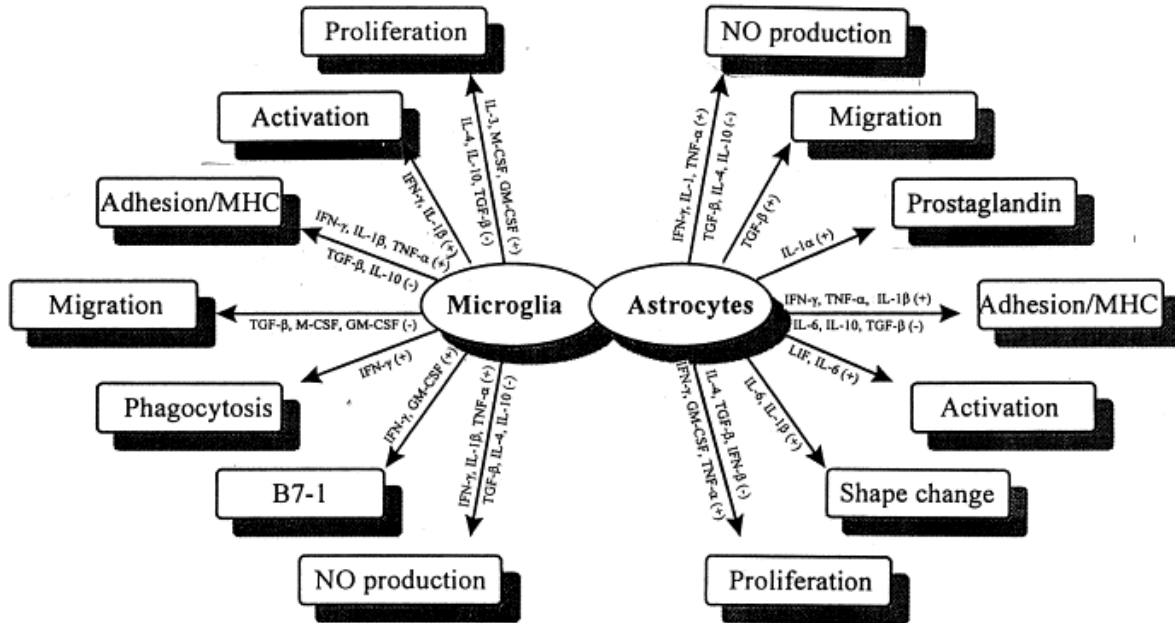 Proliferation
NO production
Activation
Migration
Adhesion/MHC
Prostaglandin
Migration
Adhesion/MHC
Phagocytosis
Activation
B7-1
Shape change
NO production
Proliferation
Microglia
Astrocytes
IL-3, M-CSF, GM-CSF (+)
IL-4, IL-10, TGF-β (-)
IFN-γ, IL-1β (+)
IFN-γ, IL-1β, TNF-α (+)
TGF-β, IL-10 (-)
TGF-β, M-CSF, GM-CSF (-)
IFN-γ (+)
IFN-γ, GM-CSF (+)
IFN-γ, IL-1β, TNF-α (+)
TGF-β, IL-4, IL-10 (-)
IFN-γ, IL-1, TNF-α (+)
TGF-β, IL-4, IL-10 (-)
TGF-β (+)
IL-1α (+)
IFN-γ, TNF-α, IL-1β (+)
IL-6, IL-10, TGF-β (-)
LIF, IL-6 (+)
IL-6, IL-1β (+)
IL-4, TGF-β, IFN-β (-)
IFN-γ, GM-CSF, TNF-α (+)